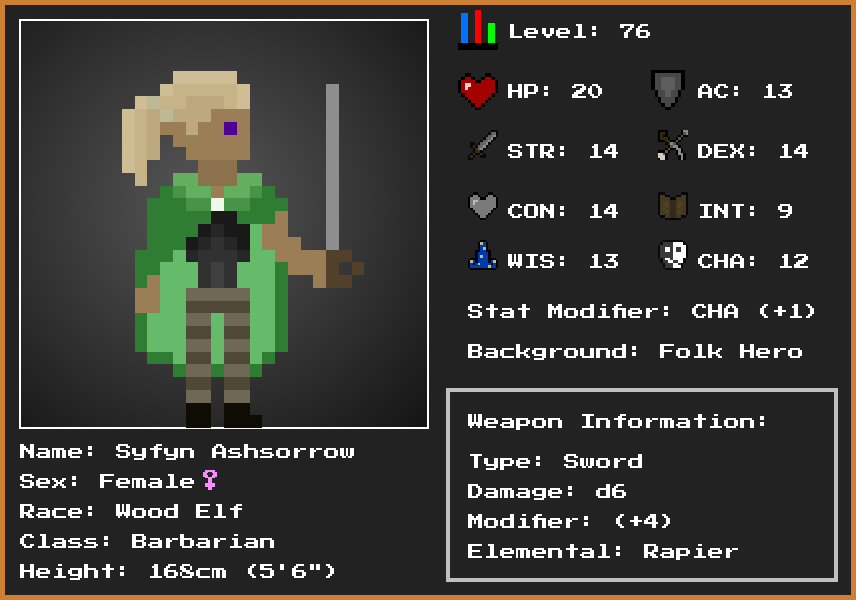 Level: 76
HP: 20 AC: 13
STR: 14 DEX: 14
CON: 14 INT: 9
WIS: 13 CHA: 12
Stat Modifier: CHA (+1)
Background: Folk Hero
Weapon Information:
Type: Sword
Damage: d6
Modifier: (+4)
Elemental: Rapier
Name: Syfyn Ashsorrow
Sex: Female♀
Race: Wood Elf
Class: Barbarian
Height: 168cm (5'6")